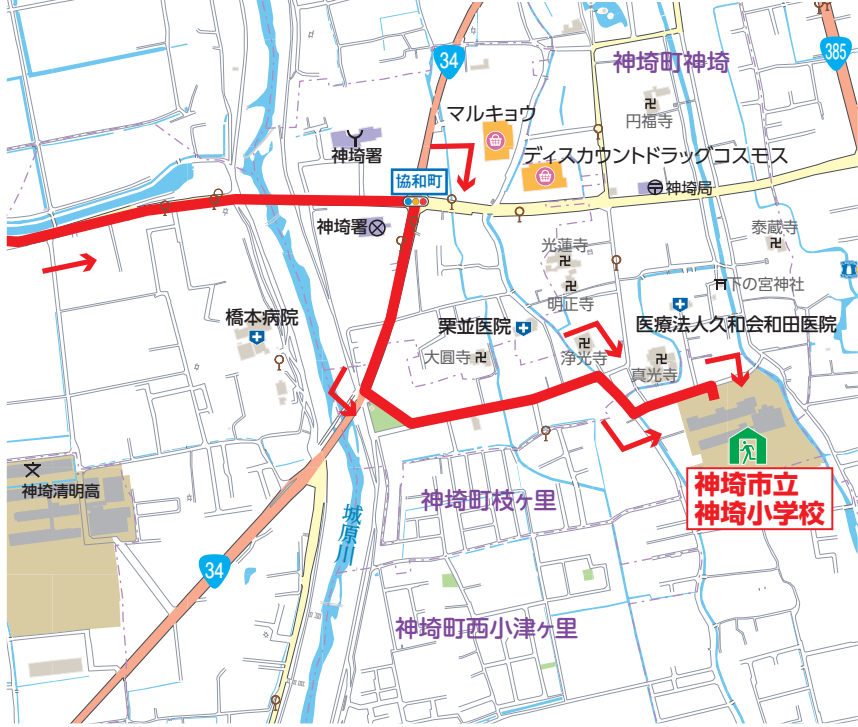 34
385
神埼町神埼
マルキョウ
円福寺
神埼署
ディスカウントドラッグコスモス
協和町
神埼局
神埼署
泰蔵寺
光蓮寺
下の宮神社
明正寺
橋本病院
栗並医院
医療法人久和会和田医院
大圓寺
浄光寺
真光寺
神埼清明高
神埼町枝ヶ里
神埼市立
神埼小学校
城原川
34
神埼町西小津ヶ里